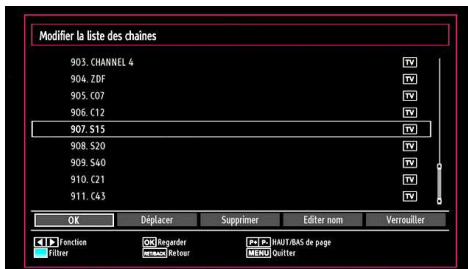 Modifier la liste des chaînes
903. CHANNEL 4 TV
904. ZDF TV
905. C07 TV
906. C12 TV
907. S15 TV
908. S20 TV
909. S40 TV
910. C21 TV
911. C43 TV
OK Déplacer Supprimer Editer nom Verrouiller
Fonction OK Regarder P+ P- HAUT/BAS de page
Filtrer RET/BACK Retour MENU Quitter